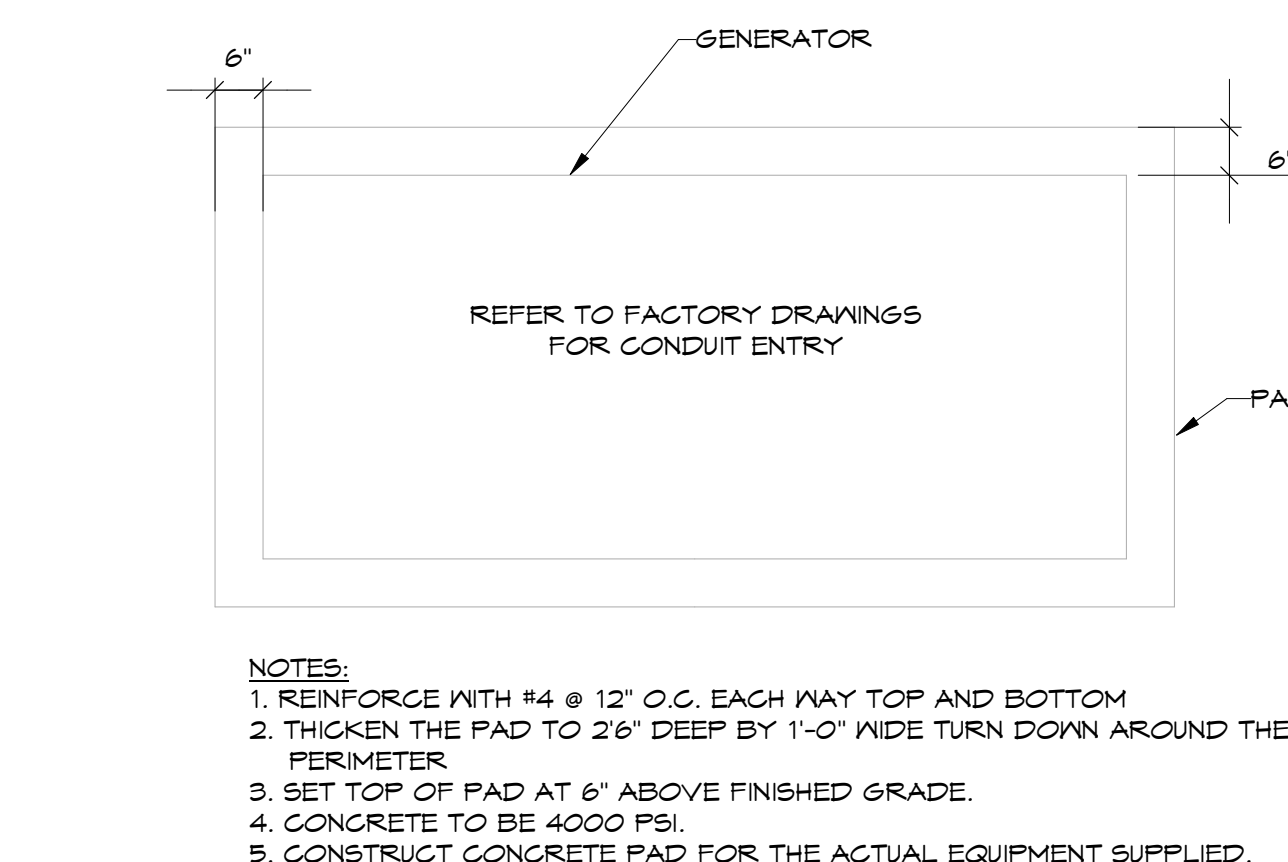 GENERATOR
6"
6"
REFER TO FACTORY DRAWINGS
FOR CONDUIT ENTRY
NOTES:
1. REINFORCE WITH #4 @ 12" O.C. EACH WAY TOP AND BOTTOM
2. THICKEN THE PAD TO 2'6" DEEP BY 1'-0" WIDE TURN DOWN AROUND THE
PERIMETER
3. SET TOP OF PAD AT 6" ABOVE FINISHED GRADE.
4. CONCRETE TO BE 4000 PSI.
5. CONSTRUCT CONCRETE PAD FOR THE ACTUAL EQUIPMENT SUPPLIED.